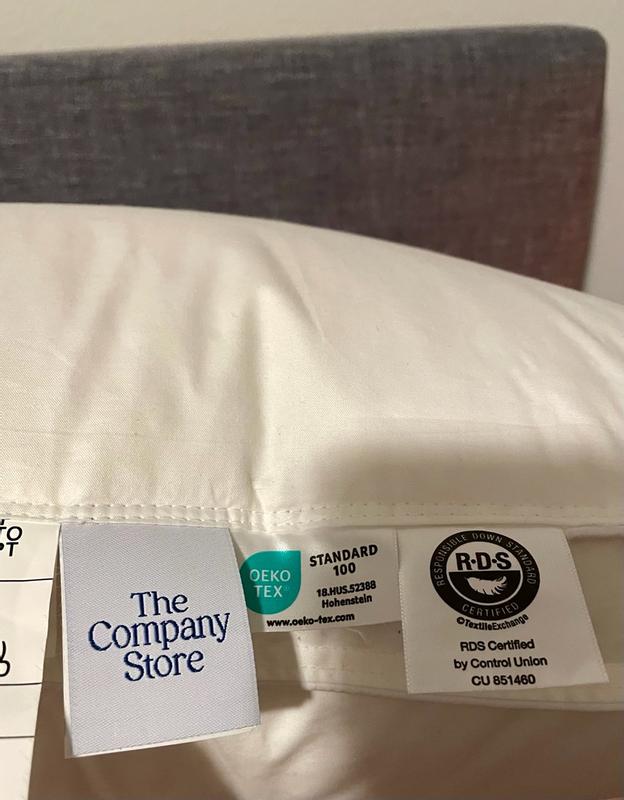 TO
The
Company
Store
OEKO
TEX®
STANDARD
100
18.HUS.52388
Hohenstein
www.oeko-tex.com
RESPONSIBLE DOWN STANDARD
R·D·S
CERTIFIED
©TextileExchange
RDS Certified
by Control Union
CU 851460